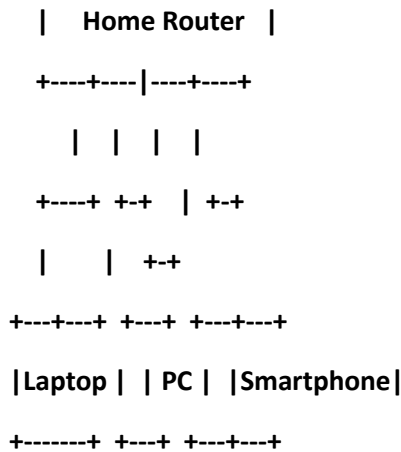 |    Home Router   |
+----+----|----+----+
|   |   |   |
+----+  +-+    |  +-+
|       |    +-+
+---+---+  +---+  +---+---+
|Laptop |  | PC |  |Smartphone|
+-------+  +---+  +---+---+